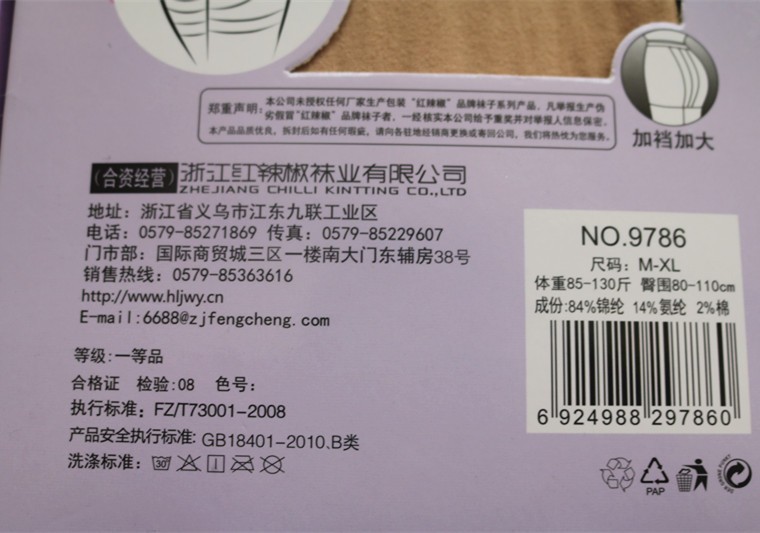 郑重声明:
本公司未授权任何厂家生产包装“红辣椒”品牌袜子系列产品,凡举报生产伪
劣假冒“红辣椒”品牌袜子者,一经核实本公司给予重奖并对举报人信息保密,
本产品品质优良,拆封后如有任何瑕疵,请向各驻地经销商更换或寄回公司,我们将热忱为您服务。
加裆加大
(合资经营) 浙江红辣椒袜业有限公司
ZHEJIANG CHILLI KINTTING CO.,LTD
地址:浙江省义乌市江东九联工业区
电话:0579-85271869 传真:0579-85229607
门市部:国际商贸城三区一楼南大门东辅房38号
销售热线:0579-85363616
http://www.hljwy.cn
E-mail:6688@zjfengcheng.com
等级:一等品
合格证 检验:08 色号:
执行标准:FZ/T73001-2008
产品安全执行标准:GB18401-2010.B类
洗涤标准:
30
NO.9786
尺码:M-XL
体重85-130斤 臀围80-110cm
成份:84%锦纶 14%氨纶 2%棉
6 924988 297860
PAP